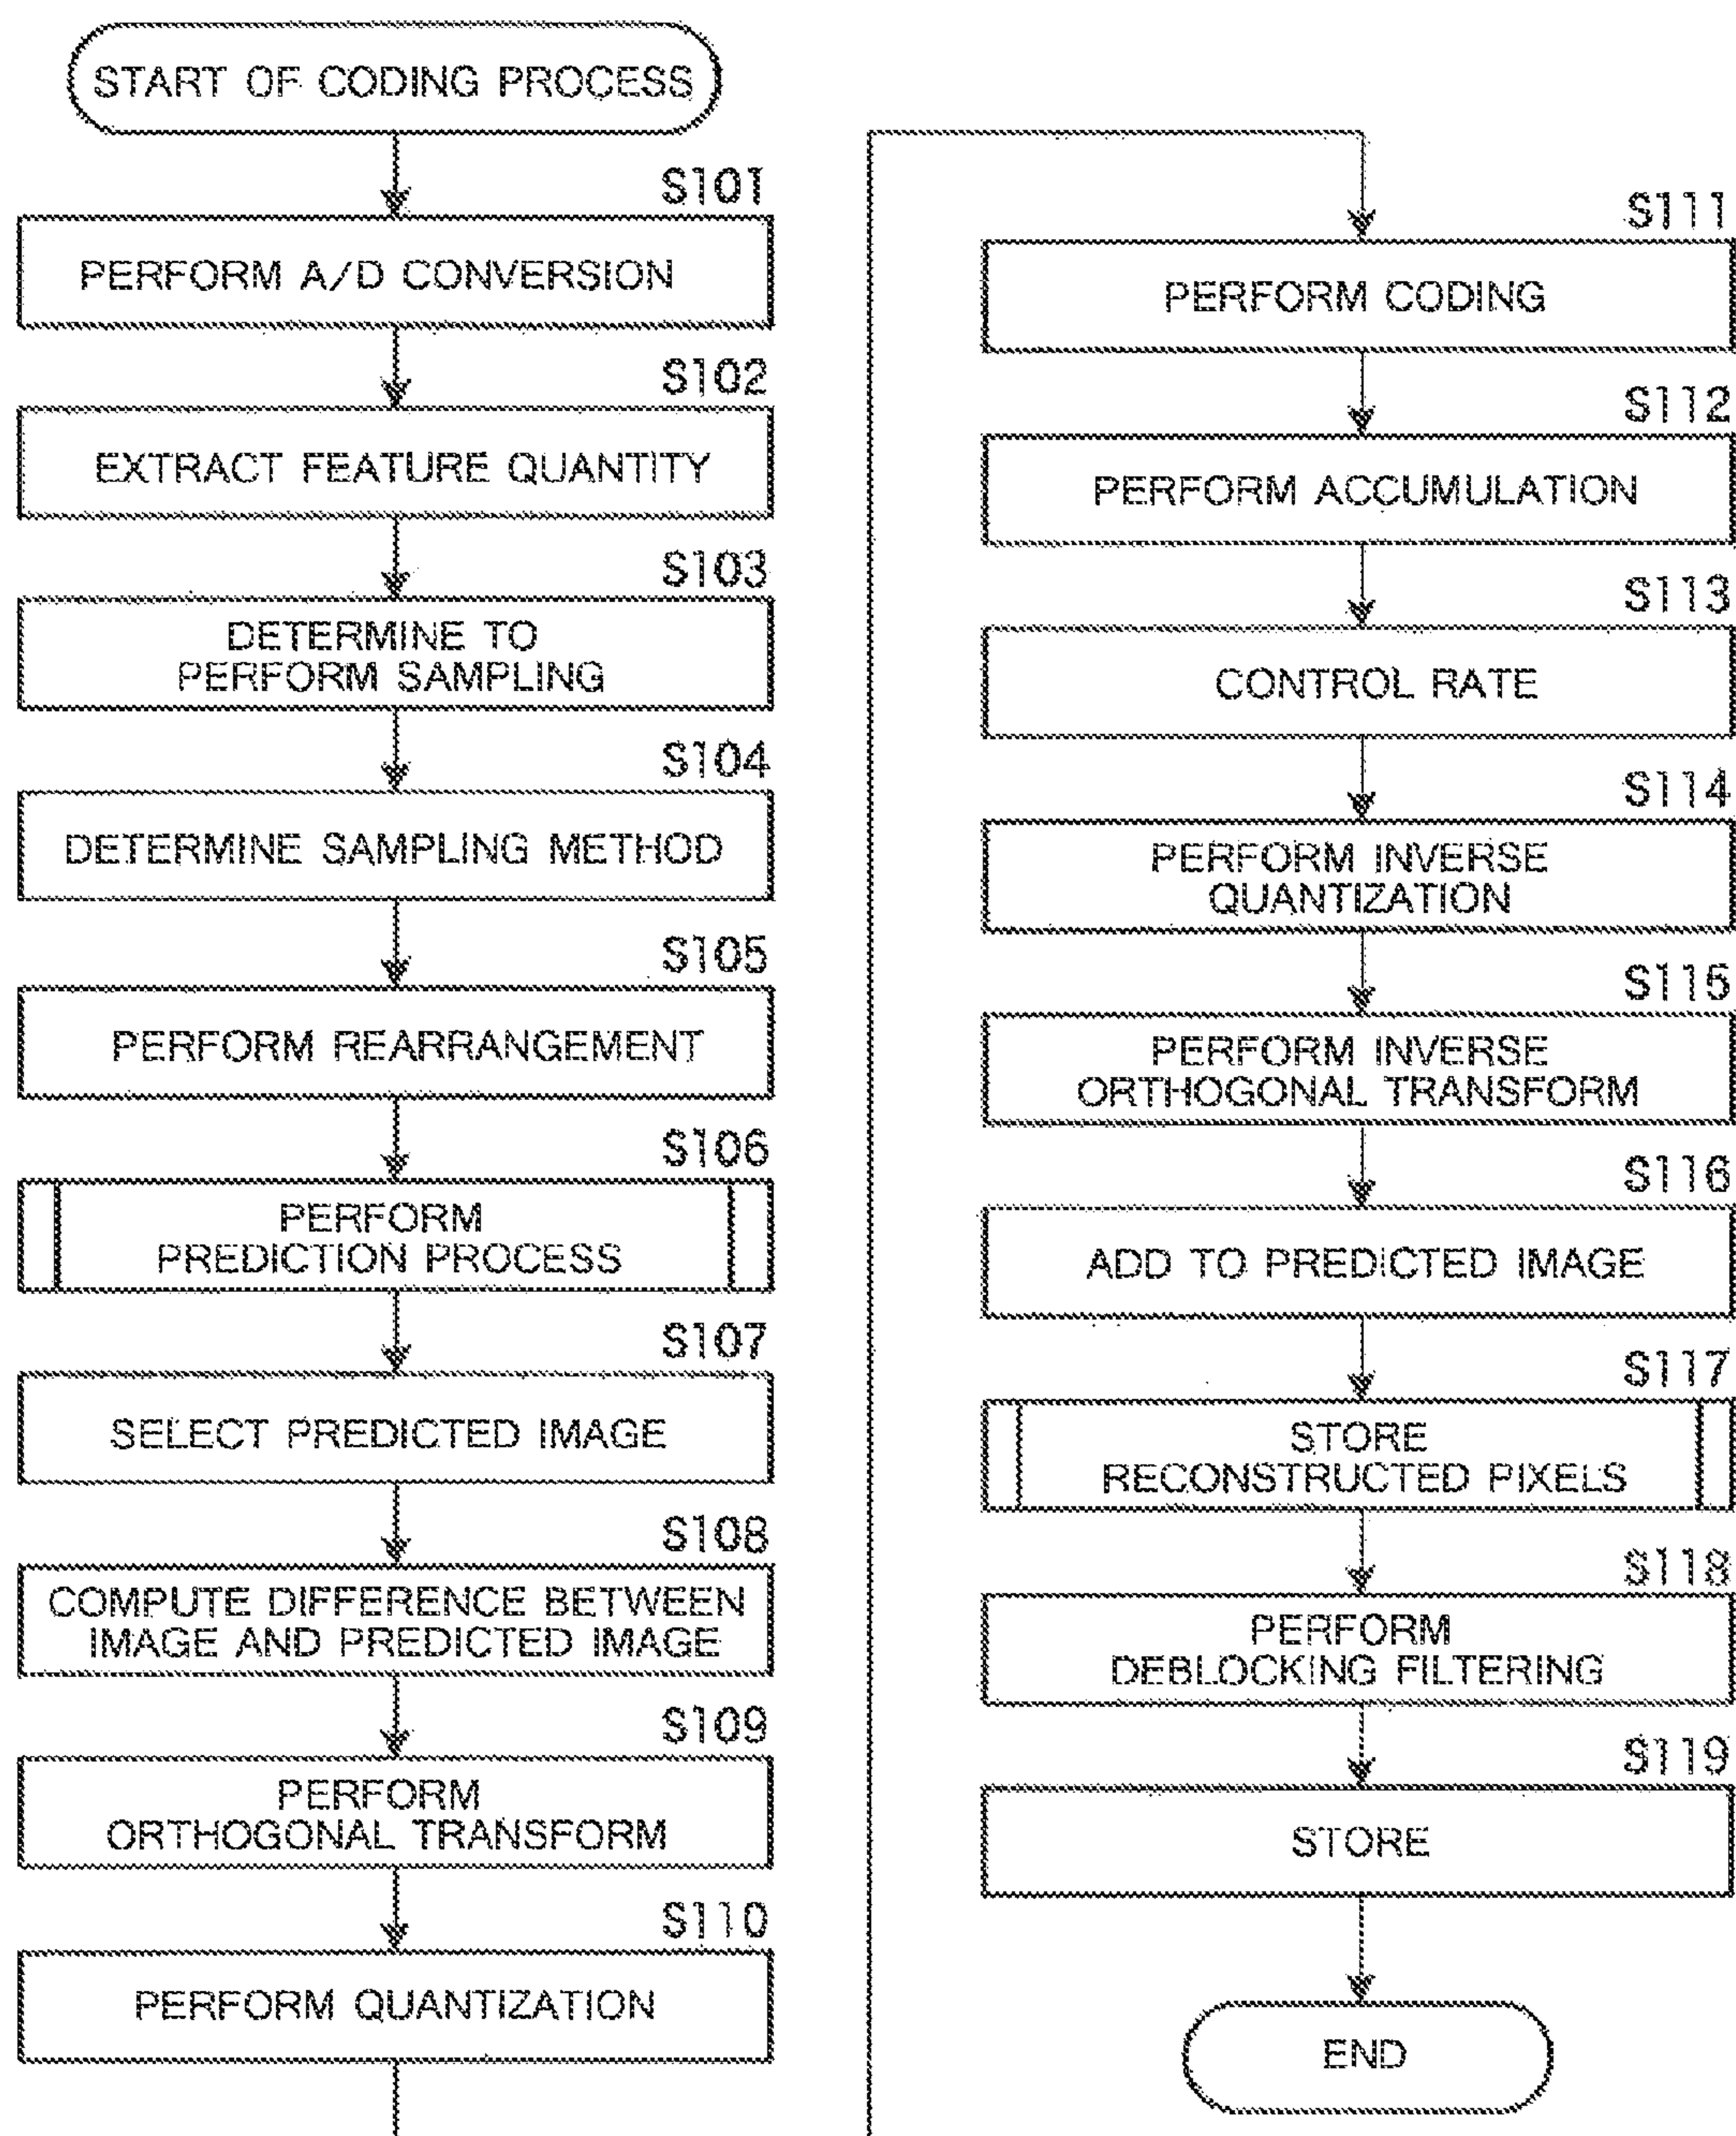 START OF CODING PROCESS
S101
PERFORM A/D CONVERSION
S102
EXTRACT FEATURE QUANTITY
S103
DETERMINE TO
PERFORM SAMPLING
S104
DETERMINE SAMPLING METHOD
S105
PERFORM REARRANGEMENT
S106
PERFORM
PREDICTION PROCESS
S107
SELECT PREDICTED IMAGE
S108
COMPUTE DIFFERENCE BETWEEN
IMAGE AND PREDICTED IMAGE
S109
PERFORM
ORTHOGONAL TRANSFORM
S110
PERFORM QUANTIZATION
S111
PERFORM CODING
S112
PERFORM ACCUMULATION
S113
CONTROL RATE
S114
PERFORM INVERSE
QUANTIZATION
S115
PERFORM INVERSE
ORTHOGONAL TRANSFORM
S116
ADD TO PREDICTED IMAGE
S117
STORE
RECONSTRUCTED PIXELS
S118
PERFORM
DEBLOCKING FILTERING
S119
STORE
END